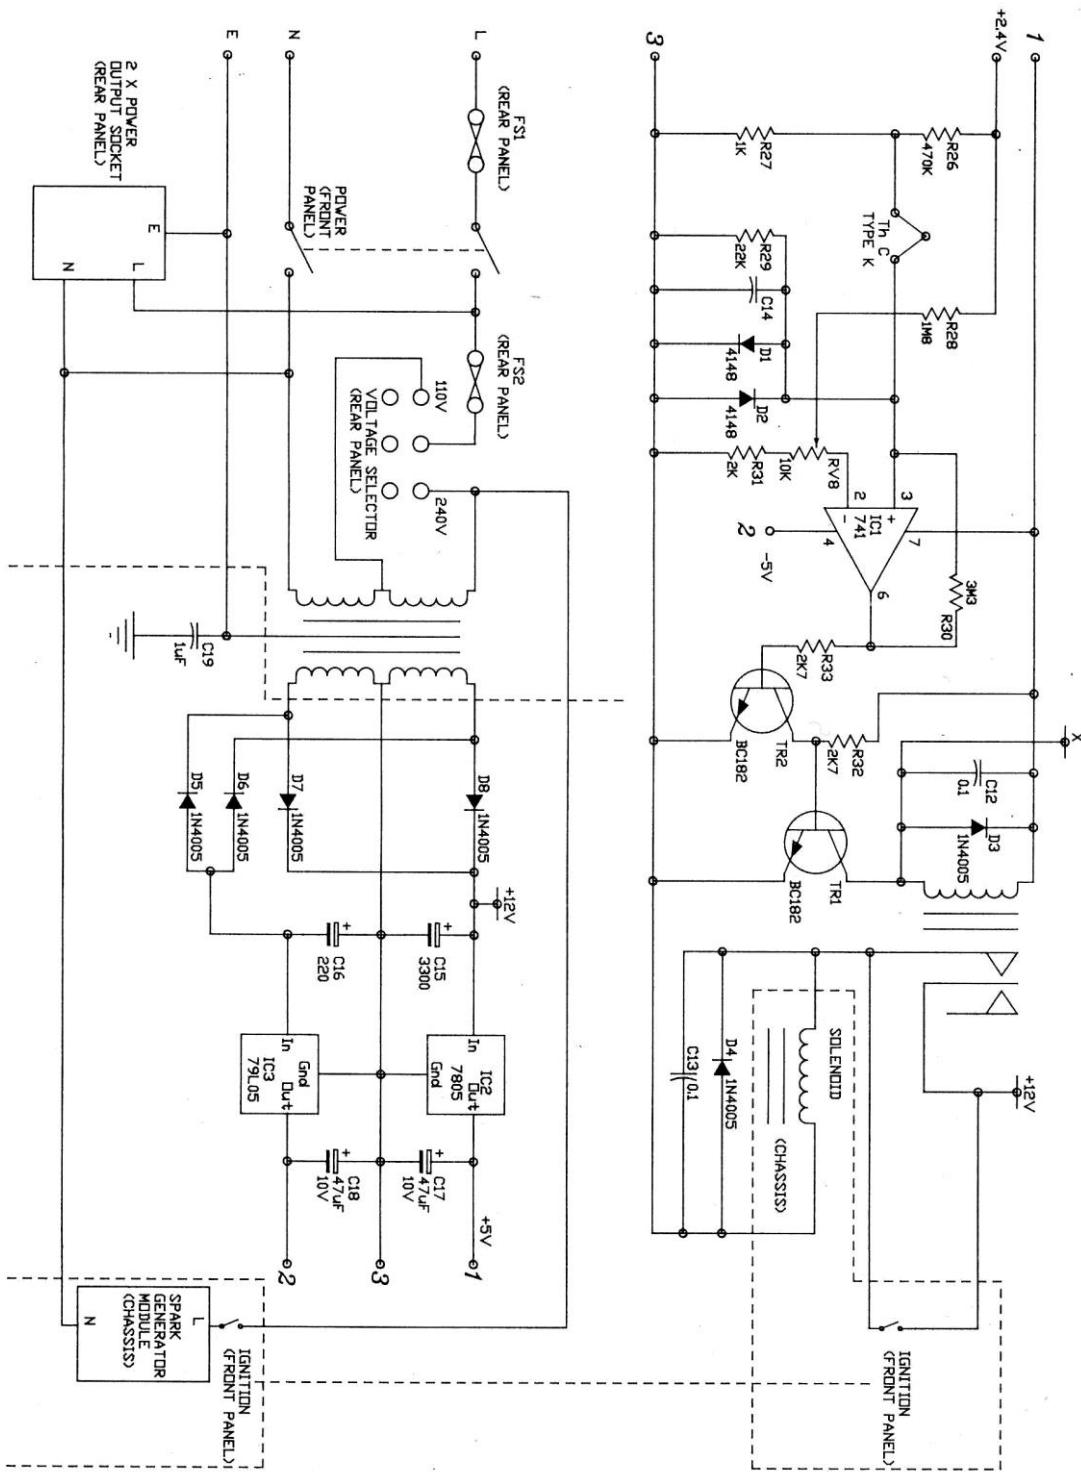 1
+2.4V
3
R26
470K
R27
1K
Th C
TYPE K
R28
1M8
R29
22K
C14
D1
4148
D2
4148
RV8
10K
R31
2K
2
3
+
-
IC1
741
7
4
6
2
-5V
3M3
R30
R33
2K7
TR2
BC182
R32
2K7
X
C12
0.1
D3
1N4005
TR1
BC182
+12V
SOLENOID
(CHASSIS)
D4
1N4005
C13
0.1
IGNITION
(FRONT PANEL)
L
N
E
FS1
(REAR PANEL)
POWER
(FRONT
PANEL)
2 X POWER
OUTPUT SOCKET
(REAR PANEL)
E
L
N
FS2
(REAR PANEL)
110V
240V
VOLTAGE SELECTOR
(REAR PANEL)
C19
1uF
D8
1N4005
D7
1N4005
D6
1N4005
D5
1N4005
+12V
+
C15
3300
+
C16
220
In
IC2
7805
Out
Gnd
In
Gnd
IC3
79L05
Out
+
C17
47uF
10V
+
C18
47uF
10V
+5V
1
3
2
SPARK
GENERATOR
MODULE
(CHASSIS)
L
N
IGNITION
(FRONT PANEL)